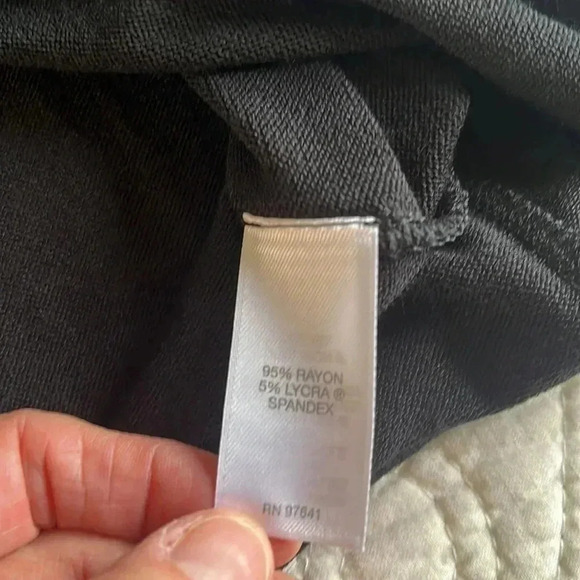 95% RAYON
5% LYCRA ®
SPANDEX
RN 97641